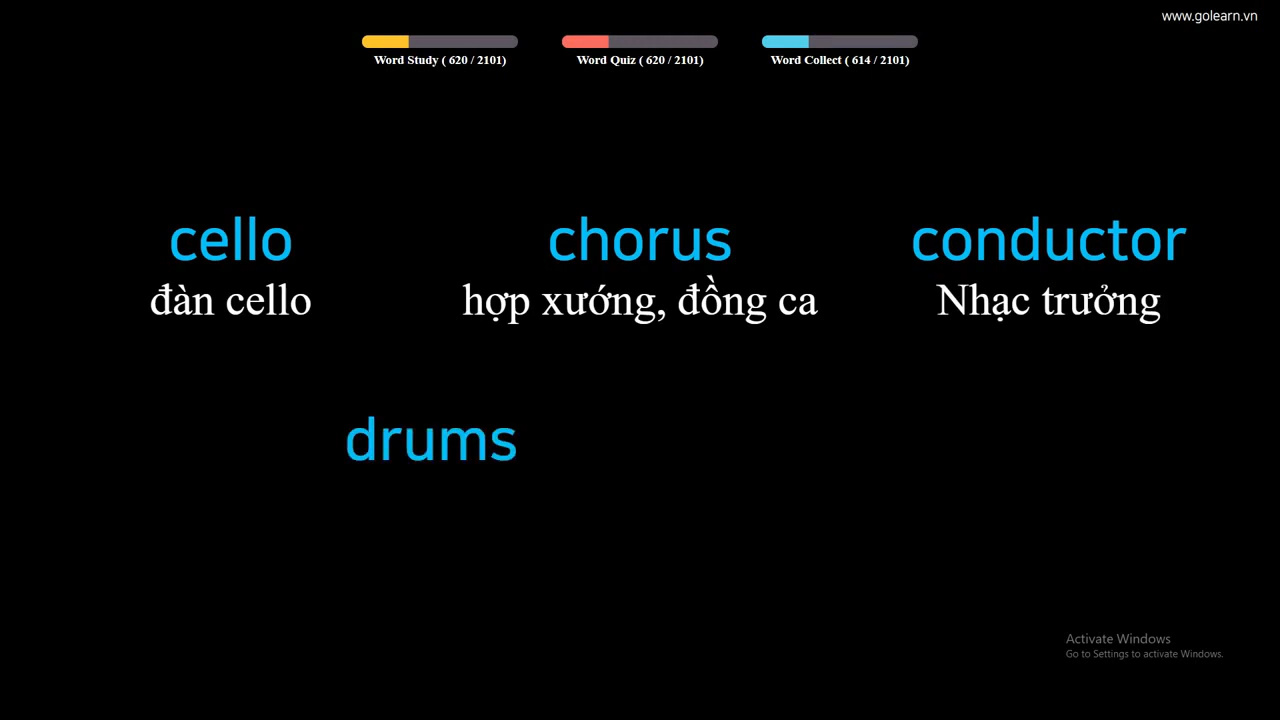 www.golearn.vn
Word Study ( 620 / 2101)
Word Quiz ( 620 / 2101)
Word Collect ( 614 / 2101)
cello
chorus
conductor
đàn cello
hợp xướng, đồng ca
Nhạc trưởng
drums
Activate Windows
Go to Settings to activate Windows.